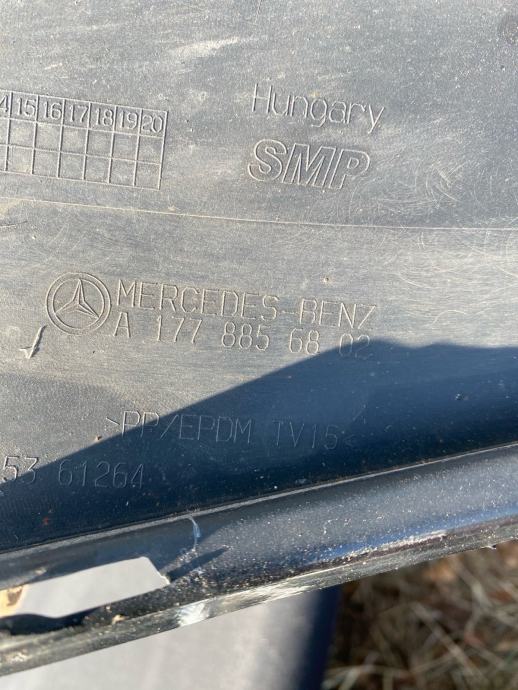 15 16 17 18 19 20
Hungary
SMP
MERCEDES-BENZ
A 177 885 68 02
>PP/EPDM TV15<
53 61264